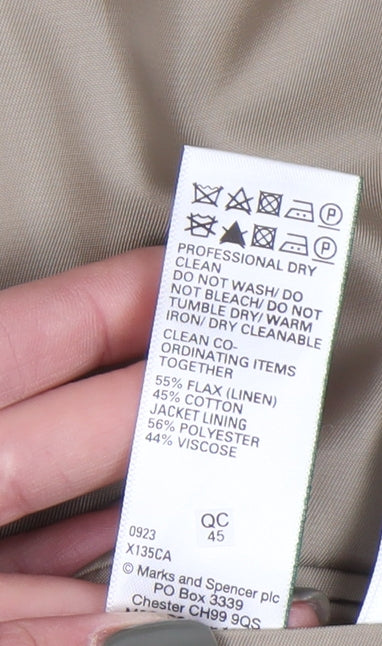 P
P
PROFESSIONAL DRY
CLEAN
DO NOT WASH/ DO
NOT BLEACH/ DO NOT
TUMBLE DRY/ WARM
IRON/ DRY CLEANABLE
CLEAN CO-
ORDINATING ITEMS
TOGETHER
55% FLAX (LINEN)
45% COTTON
JACKET LINING
56% POLYESTER
44% VISCOSE
QC
45
0923
X135CA
© Marks and Spencer plc
PO Box 3339
Chester CH99 9QS